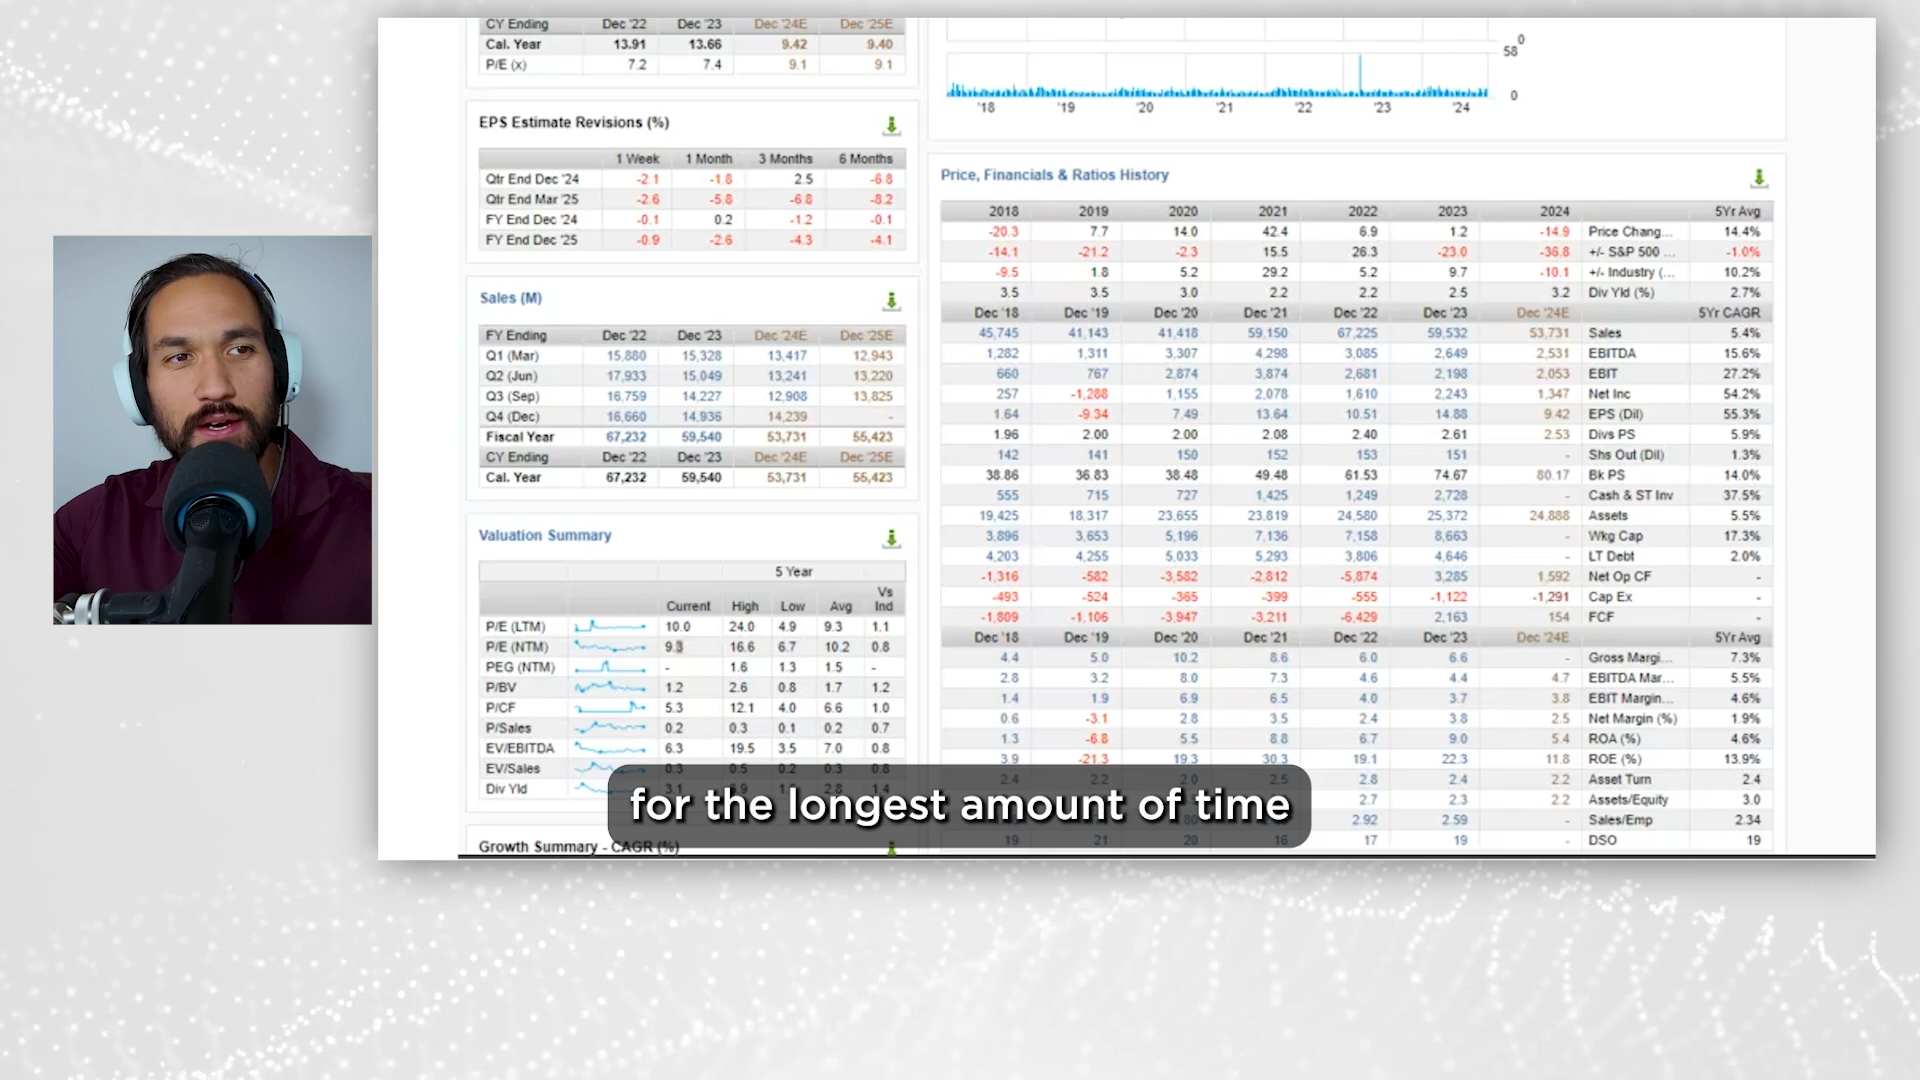 CY Ending Dec '22 Dec '23 Dec '24E Dec '25E
Cal. Year 13.91 13.66 9.42 9.40
P/E (x) 7.2 7.4 9.1 9.1
EPS Estimate Revisions (%)
1 Week 1 Month 3 Months 6 Months
Qtr End Dec '24 -2.1 -1.8 2.5 -6.8
Qtr End Mar '25 -2.6 -5.8 -6.8 -8.2
FY End Dec '24 -0.1 0.2 -1.2 -0.1
FY End Dec '25 -0.9 -2.6 -4.3 -4.1
Sales (M)
FY Ending Dec '22 Dec '23 Dec '24E Dec '25E
Q1 (Mar) 15,880 15,328 13,417 12,943
Q2 (Jun) 17,933 15,049 13,241 13,220
Q3 (Sep) 16,759 14,227 12,908 13,825
Q4 (Dec) 16,660 14,936 14,239 -
Fiscal Year 67,232 59,540 53,731 55,423
CY Ending Dec '22 Dec '23 Dec '24E Dec '25E
Cal. Year 67,232 59,540 53,731 55,423
Valuation Summary
5 Year
Current High Low Avg Vs Ind
P/E (LTM) 10.0 24.0 4.9 9.3 1.1
P/E (NTM) 9.3 16.6 6.7 10.2 0.8
PEG (NTM) - 1.6 1.3 1.5 -
P/BV 1.2 2.6 0.8 1.7 1.2
P/CF 5.3 12.1 4.0 6.6 1.0
P/Sales 0.2 0.3 0.1 0.2 0.7
EV/EBITDA 6.3 19.5 3.5 7.0 0.8
EV/Sales 0.3 0.5 0.2 0.3 0.8
Div Yld
Growth Summary - CAGR (%)
0
58
0
'18 '19 '20 '21 '22 '23 '24
Price, Financials & Ratios History
2018 2019 2020 2021 2022 2023 2024 5Yr Avg
-20.3 7.7 14.0 42.4 6.9 1.2 -14.9 Price Chang... 14.4%
-14.1 -21.2 -2.3 15.5 26.3 -23.0 -36.8 +/- S&P 500 ... -1.0%
-9.5 1.8 5.2 29.2 5.2 9.7 -10.1 +/- Industry (... 10.2%
3.5 3.5 3.0 2.2 2.2 2.5 3.2 Div Yld (%) 2.7%
Dec '18 Dec '19 Dec '20 Dec '21 Dec '22 Dec '23 Dec '24E 5Yr CAGR
45,745 41,143 41,418 59,150 67,225 59,532 53,731 Sales 5.4%
1,282 1,311 3,307 4,298 3,085 2,649 2,531 EBITDA 15.6%
660 767 2,874 3,874 2,681 2,198 2,053 EBIT 27.2%
257 -1,288 1,155 2,078 1,610 2,243 1,347 Net Inc 54.2%
1.64 -9.34 7.49 13.64 10.51 14.88 9.42 EPS (Dil) 55.3%
1.96 2.00 2.00 2.08 2.40 2.61 2.53 Divs PS 5.9%
142 141 150 152 153 151 - Shs Out (Dil) 1.3%
38.86 36.83 38.48 49.48 61.53 74.67 80.17 Bk PS 14.0%
555 715 727 1,425 1,249 2,728 - Cash & ST Inv 37.5%
19,425 18,317 23,655 23,819 24,580 25,372 24,888 Assets 5.5%
3,896 3,653 5,196 7,136 7,158 8,663 - Wkg Cap 17.3%
4,203 4,255 5,033 5,293 3,806 4,646 - LT Debt 2.0%
-1,316 -582 -3,582 -2,812 -5,874 3,285 1,592 Net Op CF -
-493 -524 -365 -399 -555 -1,122 -1,291 Cap Ex -
-1,809 -1,106 -3,947 -3,211 -6,429 2,163 154 FCF -
Dec '18 Dec '19 Dec '20 Dec '21 Dec '22 Dec '23 Dec '24E 5Yr Avg
4.4 5.0 10.2 8.6 6.0 6.6 - Gross Margi... 7.3%
2.8 3.2 8.0 7.3 4.6 4.4 4.7 EBITDA Mar... 5.5%
1.4 1.9 6.9 6.5 4.0 3.7 3.8 EBIT Margin... 4.6%
0.6 -3.1 2.8 3.5 2.4 3.8 2.5 Net Margin (%) 1.9%
1.3 -6.8 5.5 8.8 6.7 9.0 5.4 ROA (%) 4.6%
3.9 -21.3 19.3 30.3 19.1 22.3 11.8 ROE (%) 13.9%
2.4 2.2 2.0 2.5 2.8 2.4 2.2 Asset Turn 2.4
2.7 2.3 2.2 Assets/Equity 3.0
2.92 2.59 - Sales/Emp 2.34
19 21 20 16 17 19 - DSO 19
for the longest amount of time